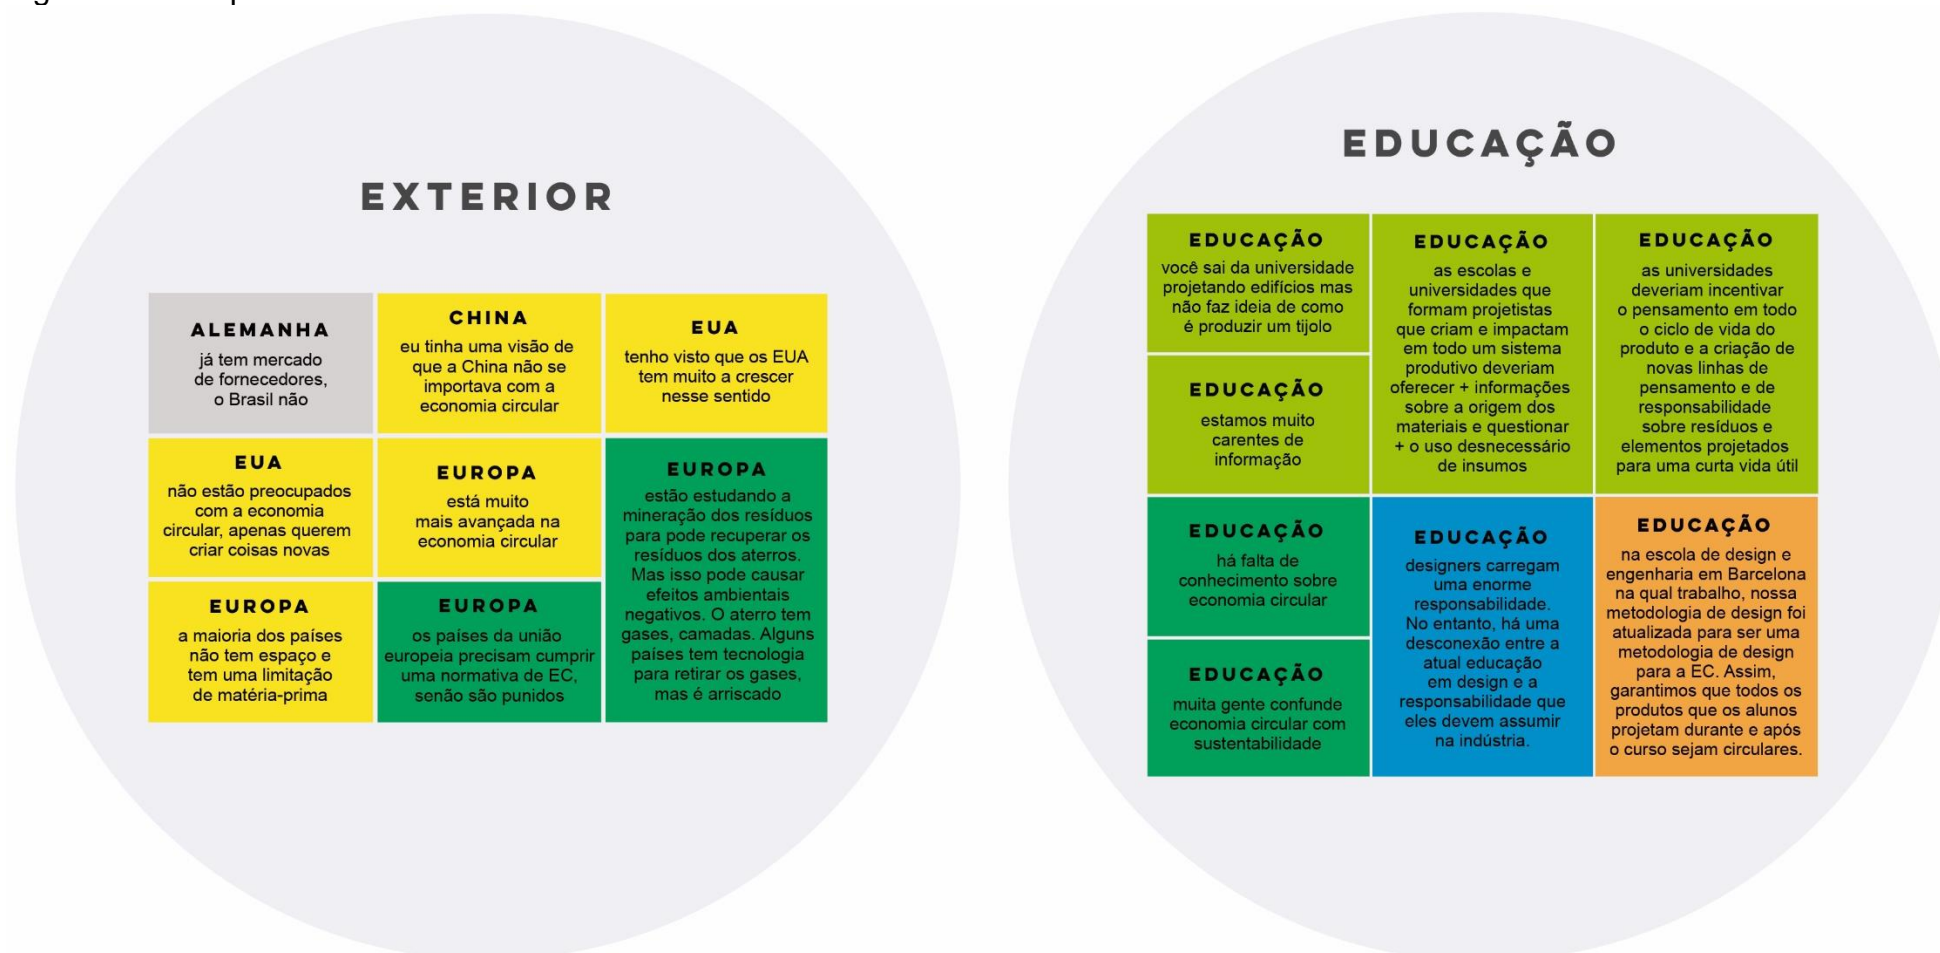 EXTERIOR
ALEMANHA
já tem mercado
de fornecedores,
o Brasil não
CHINA
eu tinha uma visão de
que a China não se
importava com a
economia circular
EUA
tenho visto que os EUA
tem muito a crescer
nesse sentido
EUA
não estão preocupados
com a economia
circular, apenas querem
criar coisas novas
EUROPA
está muito
mais avançada na
economia circular
EUROPA
estão estudando a
mineração dos resíduos
para pode recuperar os
resíduos dos aterros.
Mas isso pode causar
efeitos ambientais
negativos. O aterro tem
gases, camadas. Alguns
países tem tecnologia
para retirar os gases,
mas é arriscado
EUROPA
a maioria dos países
não tem espaço e
tem uma limitação
de matéria-prima
EUROPA
os países da união
europeia precisam cumprir
uma normativa de EC,
senão são punidos
EDUCAÇÃO
EDUCAÇÃO
você sai da universidade
projetando edifícios mas
não faz ideia de como
é produzir um tijolo
EDUCAÇÃO
as escolas e
universidades que
formam projetistas
que criam e impactam
em todo um sistema
produtivo deveriam
oferecer + informações
sobre a origem dos
materiais e questionar
+ o uso desnecessário
de insumos
EDUCAÇÃO
as universidades
deveriam incentivar
o pensamento em todo
o ciclo de vida do
produto e a criação de
novas linhas de
pensamento e de
responsabilidade
sobre resíduos e
elementos projetados
para uma curta vida útil
EDUCAÇÃO
estamos muito
carentes de
informação
EDUCAÇÃO
há falta de
conhecimento sobre
economia circular
EDUCAÇÃO
designers carregam
uma enorme
responsabilidade.
No entanto, há uma
desconexão entre a
atual educação
em design e a
responsabilidade que
eles devem assumir
na indústria.
EDUCAÇÃO
na escola de design e
engenharia em Barcelona
na qual trabalho, nossa
metodologia de design foi
atualizada para ser uma
metodologia de design
para a EC. Assim,
garantimos que todos os
produtos que os alunos
projetam durante e após
o curso sejam circulares.
EDUCAÇÃO
muita gente confunde
economia circular com
sustentabilidade